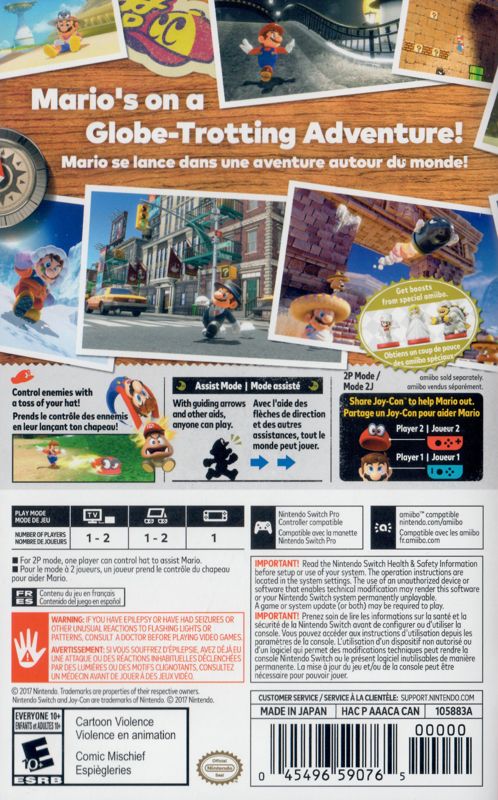 Mario's on a
Globe-Trotting Adventure!
Mario se lance dans une aventure autour du monde!
Get boosts
from special amiibo.
Obtiens un coup de pouce
des amiibo spéciaux.
Control enemies with
a toss of your hat!
Prends le contrôle des ennemis
en leur lançant ton chapeau!
Assist Mode | Mode assisté
With guiding arrows
and other aids,
anyone can play.
Avec l'aide des
flèches de direction
et des autres
assistances, tout le
monde peut jouer.
2P Mode /
Mode 2J
amiibo sold separately.
amiibo vendus séparément.
Share Joy-Con™ to help Mario out.
Partage un Joy-Con pour aider Mario
Player 2 | Joueur 2
Player 1 | Joueur 1
PLAY MODE
MODE DE JEU
TV
NUMBER OF PLAYERS
NOMBRE DE JOUEURS
1 - 2
1 - 2
1
■ For 2P mode, one player can control hat to assist Mario.
■ Pour le mode à 2 joueurs, un joueur prend le contrôle du chapeau
pour aider Mario.
FR
ES
Contenu du jeu en français
Contenido del juego en español
Nintendo Switch Pro
Controller compatible
Compatible avec la manette
Nintendo Switch Pro
amiibo™ compatible
nintendo.com/amiibo
Compatible avec les amiibo
fr.amiibo.com
WARNING: IF YOU HAVE EPILEPSY OR HAVE HAD SEIZURES OR
OTHER UNUSUAL REACTIONS TO FLASHING LIGHTS OR
PATTERNS, CONSULT A DOCTOR BEFORE PLAYING VIDEO GAMES.
AVERTISSEMENT: SI VOUS SOUFFREZ D'ÉPILEPSIE, AVEZ DÉJÀ EU
UNE ATTAQUE OU DES RÉACTIONS INHABITUELLES DÉCLENCHÉES
PAR DES LUMIÈRES OU DES MOTIFS CLIGNOTANTS, CONSULTEZ
UN MÉDECIN AVANT DE JOUER À DES JEUX VIDÉO.
IMPORTANT! Read the Nintendo Switch Health & Safety Information
before setup or use of your system. The operation instructions are
located in the system settings. The use of an unauthorized device or
software that enables technical modification may render this software
or your Nintendo Switch system permanently unplayable.
A game or system update (or both) may be required to play.
IMPORTANT! Prenez soin de lire les informations sur la santé et la
sécurité de la Nintendo Switch avant de configurer ou d'utiliser la
console. Vous pouvez accéder aux instructions d'utilisation depuis les
paramètres de la console. L'utilisation d'un dispositif non autorisé ou
d'un logiciel qui permet des modifications techniques peut rendre la
console Nintendo Switch ou le présent logiciel inutilisables de manière
permanente. La mise à jour du jeu et/ou de la console peut être
nécessaire pour pouvoir jouer.
© 2017 Nintendo. Trademarks are property of their respective owners.
Nintendo Switch and Joy-Con are trademarks of Nintendo. © 2017 Nintendo.
CUSTOMER SERVICE / SERVICE À LA CLIENTÈLE: SUPPORT.NINTENDO.COM
MADE IN JAPAN
HAC P AAACA CAN
105883A
EVERYONE 10+
ENFANTS et ADULTES 10+
E
10+
ESRB
Cartoon Violence
Violence en animation
Comic Mischief
Espiègleries
Official
Nintendo
Seal
00000
0 45496 59076 5